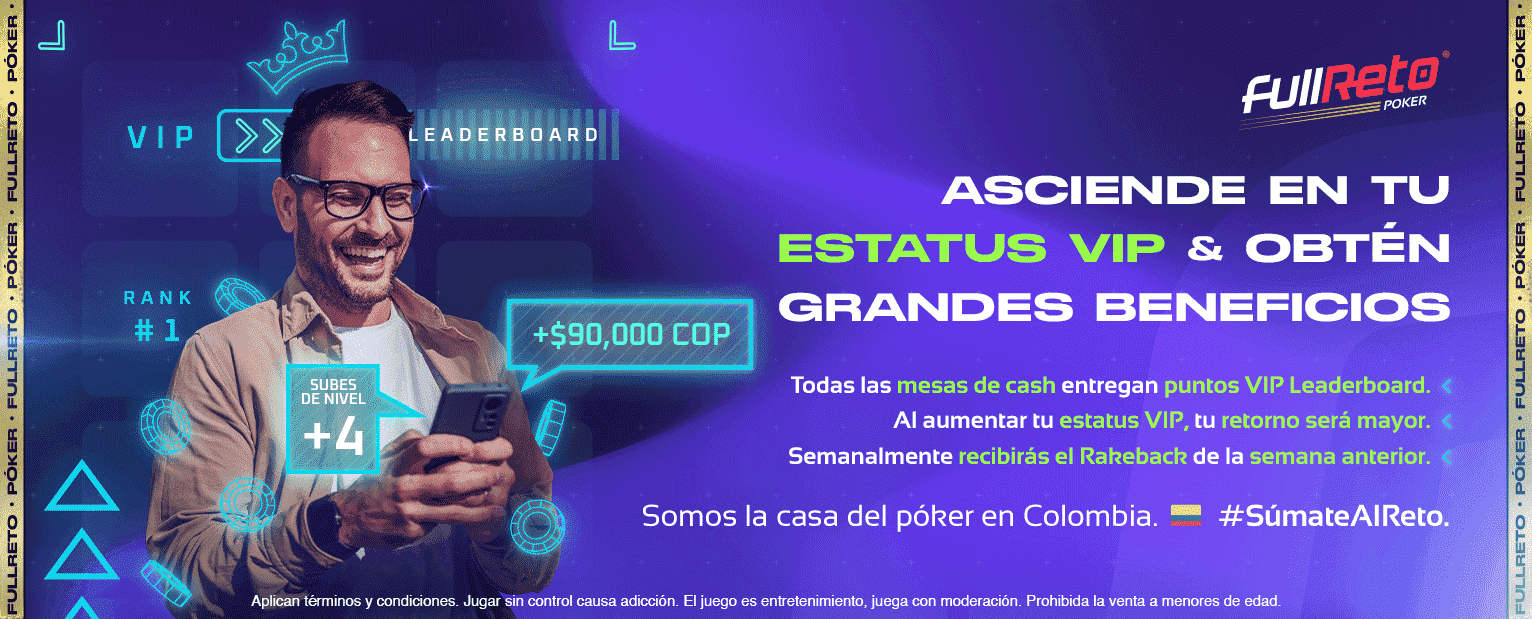 VIP
LEADERBOARD
RANK
#1
SUBES
DE NIVEL
+4
+$90,000 COP
FullReto®
POKER
ASCIENDE EN TU
ESTATUS VIP & OBTÉN
GRANDES BENEFICIOS
Todas las mesas de cash entregan puntos VIP Leaderboard.
Al aumentar tu estatus VIP, tu retorno será mayor.
Semanalmente recibirás el Rakeback de la semana anterior.
Somos la casa del póker en Colombia. #SúmateAlReto.
Aplican términos y condiciones. Jugar sin control causa adicción. El juego es entretenimiento, juega con moderación. Prohibida la venta a menores de edad.
FULLRETO • PÓKER • FULLRETO • PÓKER • FULLRETO • PÓKER •
FULLRETO • PÓKER • FULLRETO • PÓKER • FULLRETO • PÓKER •